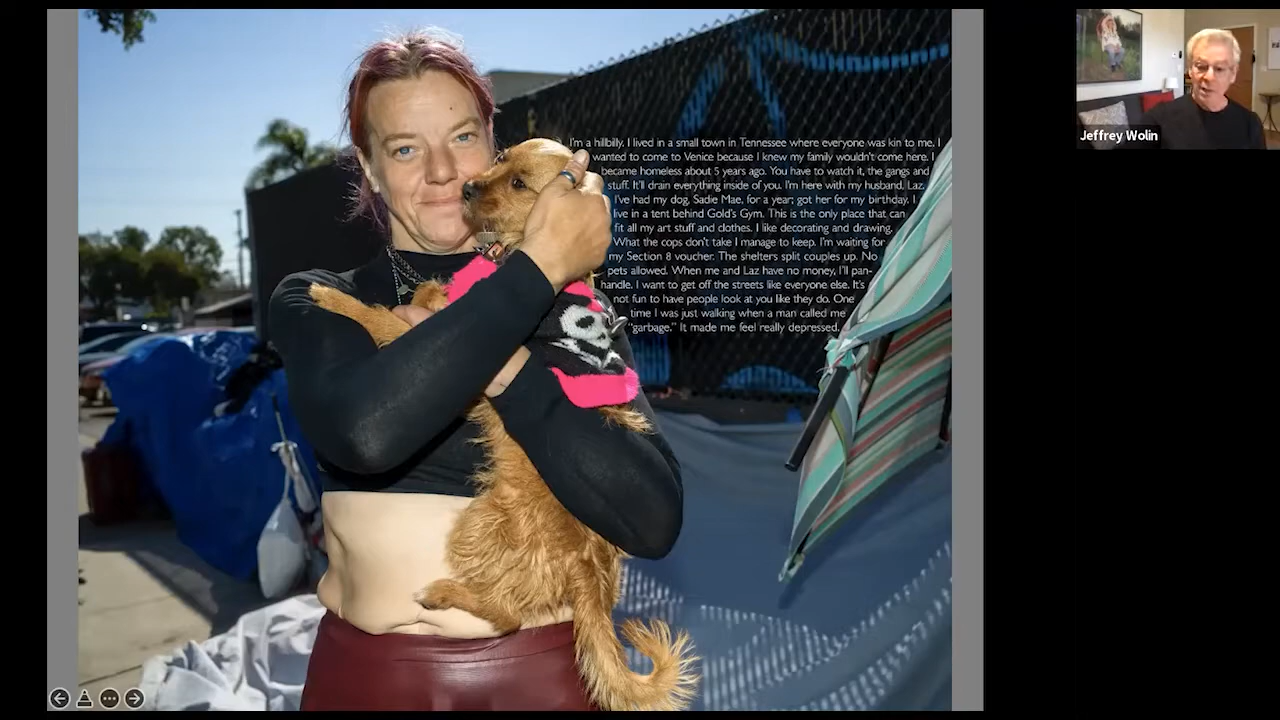 I'm a hillbilly. I lived in a small town in Tennessee where everyone was kin to me. I
wanted to come to Venice because I knew my family wouldn't come here. I
became homeless about 5 years ago. You have to watch it, the gangs and
stuff. It'll drain everything inside of you. I'm here with my husband, Laz.
I've had my dog, Sadie Mae, for a year; got her for my birthday. I
live in a tent behind Gold's Gym. This is the only place that can
fit all my art stuff and clothes. I like decorating and drawing.
What the cops don't take I manage to keep. I'm waiting for
my Section 8 voucher. The shelters split couples up. No
pets allowed. When me and Laz have no money, I'll pan-
handle. I want to get off the streets like everyone else. It's
not fun to have people look at you like they do. One
time I was just walking when a man called me
"garbage." It made me feel really depressed.
Jeffrey Wolin